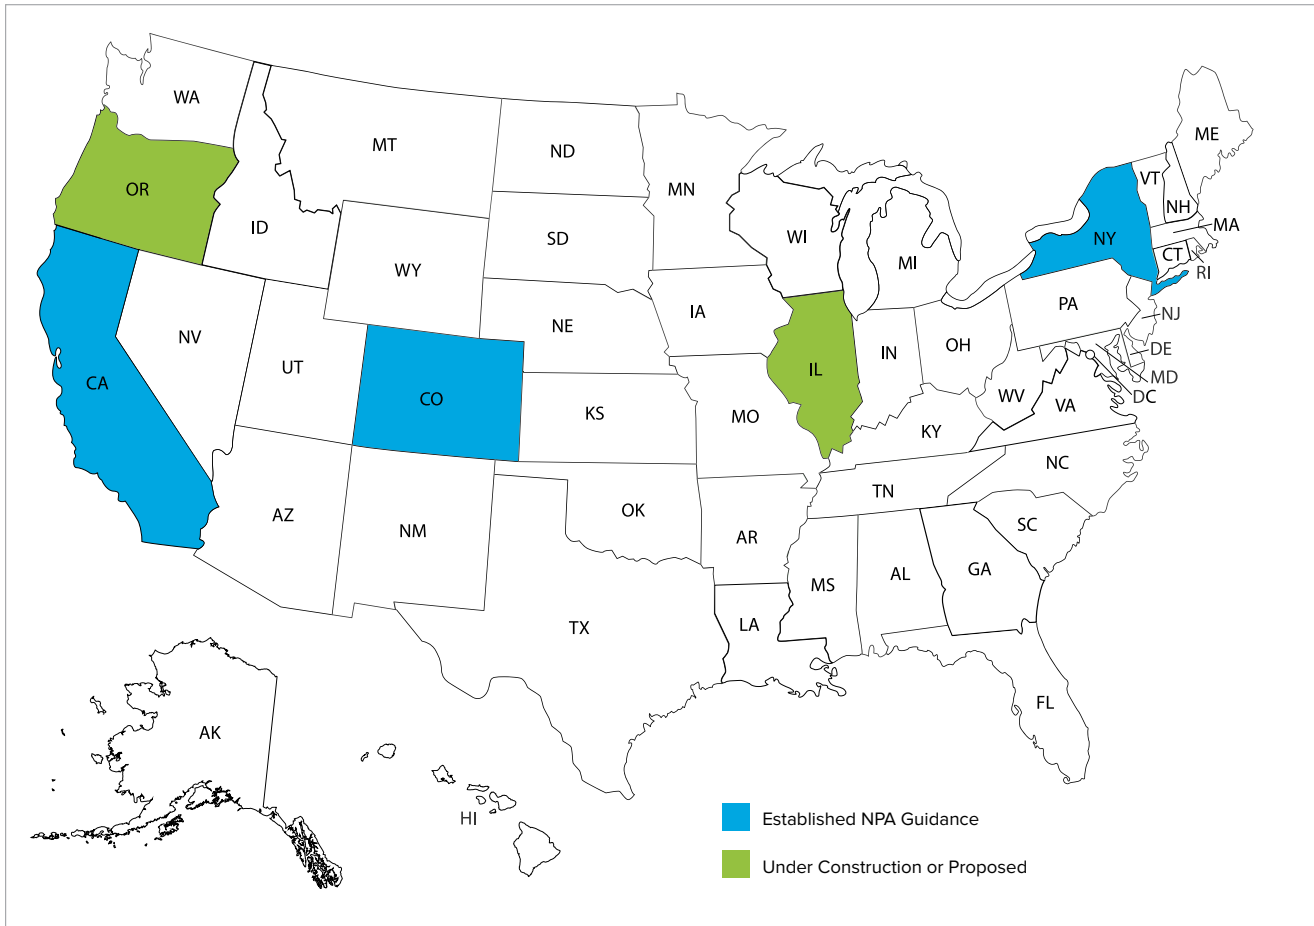 WA
MT
ND
MN
ME
OR
ID
SD
WI
MI
VT
NH
NY
MA
CT
RI
WY
IA
PA
NJ
NE
NV
UT
CA
CO
IL
IN
OH
DE
MD
DC
WV
VA
KS
MO
KY
NC
TN
AZ
NM
OK
AR
SC
MS
AL
GA
TX
LA
FL
AK
HI
Established NPA Guidance
Under Construction or Proposed